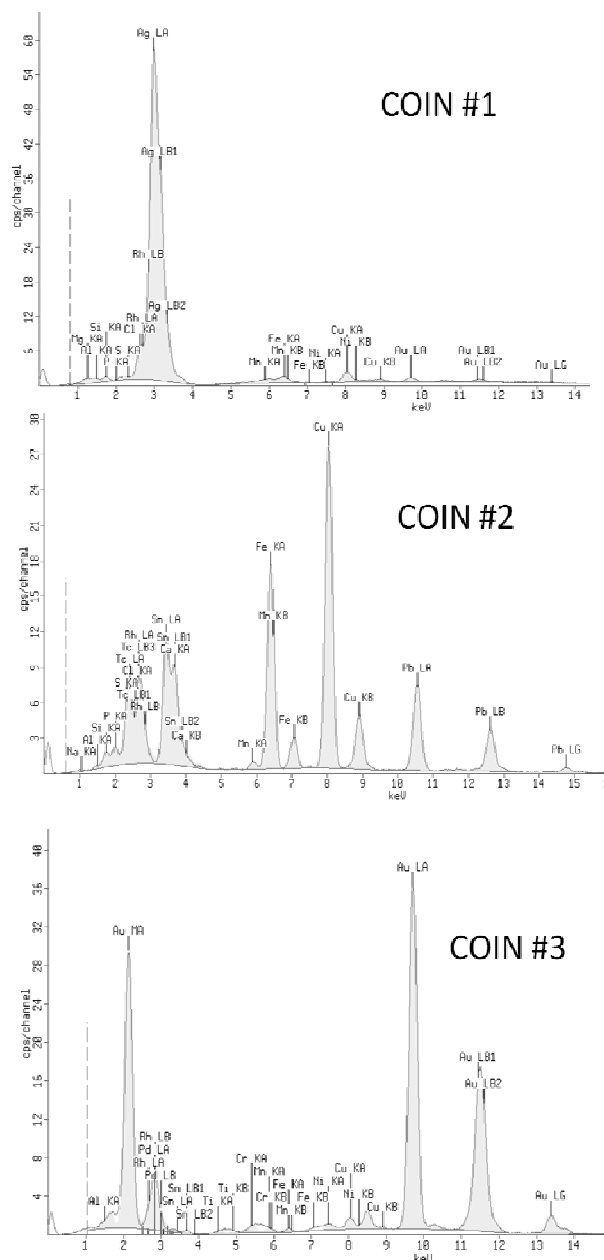 COIN #1
cps/channel
60
54
48
42
36
30
24
18
12
6
Ag LA
Ag LB1
Rh LB
Ag LB2
Rh LA
Cl KA
Si KA
Mg KA
Al KA
S KA
Fe KA
Mn KB
Mn KA
Fe KB
Ni KA
Cu KA
Ni KB
Cu KB
Au LA
Au LB1
Au LB2
Au LG
1 2 3 4 5 6 7 8 9 10 11 12 13 14
keV
COIN #2
cps/channel
30
27
24
21
18
15
12
9
6
3
Cu KA
Fe KA
Mn KB
Sn LA
Rh LA
Sn LB1
Tc LB3
Ca KA
Tc LA
Cl KA
S KA
Tc LB1
P KA
Rh LB
Si KA
Sn LB2
Al KA
Ca KB
Na KA
Mn KA
Fe KB
Cu KB
Pb LA
Pb LB
Pb LG
1 2 3 4 5 6 7 8 9 10 11 12 13 14 15
keV
COIN #3
cps/channel
40
36
32
28
24
20
16
12
8
4
Au MA
Au LA
Au LB1
Au LB2
Rh LB
Pd LA
Rh LA
Pd LB
Al KA
Sn LB1
Sn LA
Sn LB2
Ti KA
Ti KB
Cr KA
Mn KA
Fe KA
Cr KB
Mn KB
Ni KA
Fe KB
Cu KA
Ni KB
Cu KB
Au LG
1 2 3 4 5 6 7 8 9 10 11 12 13 14
keV